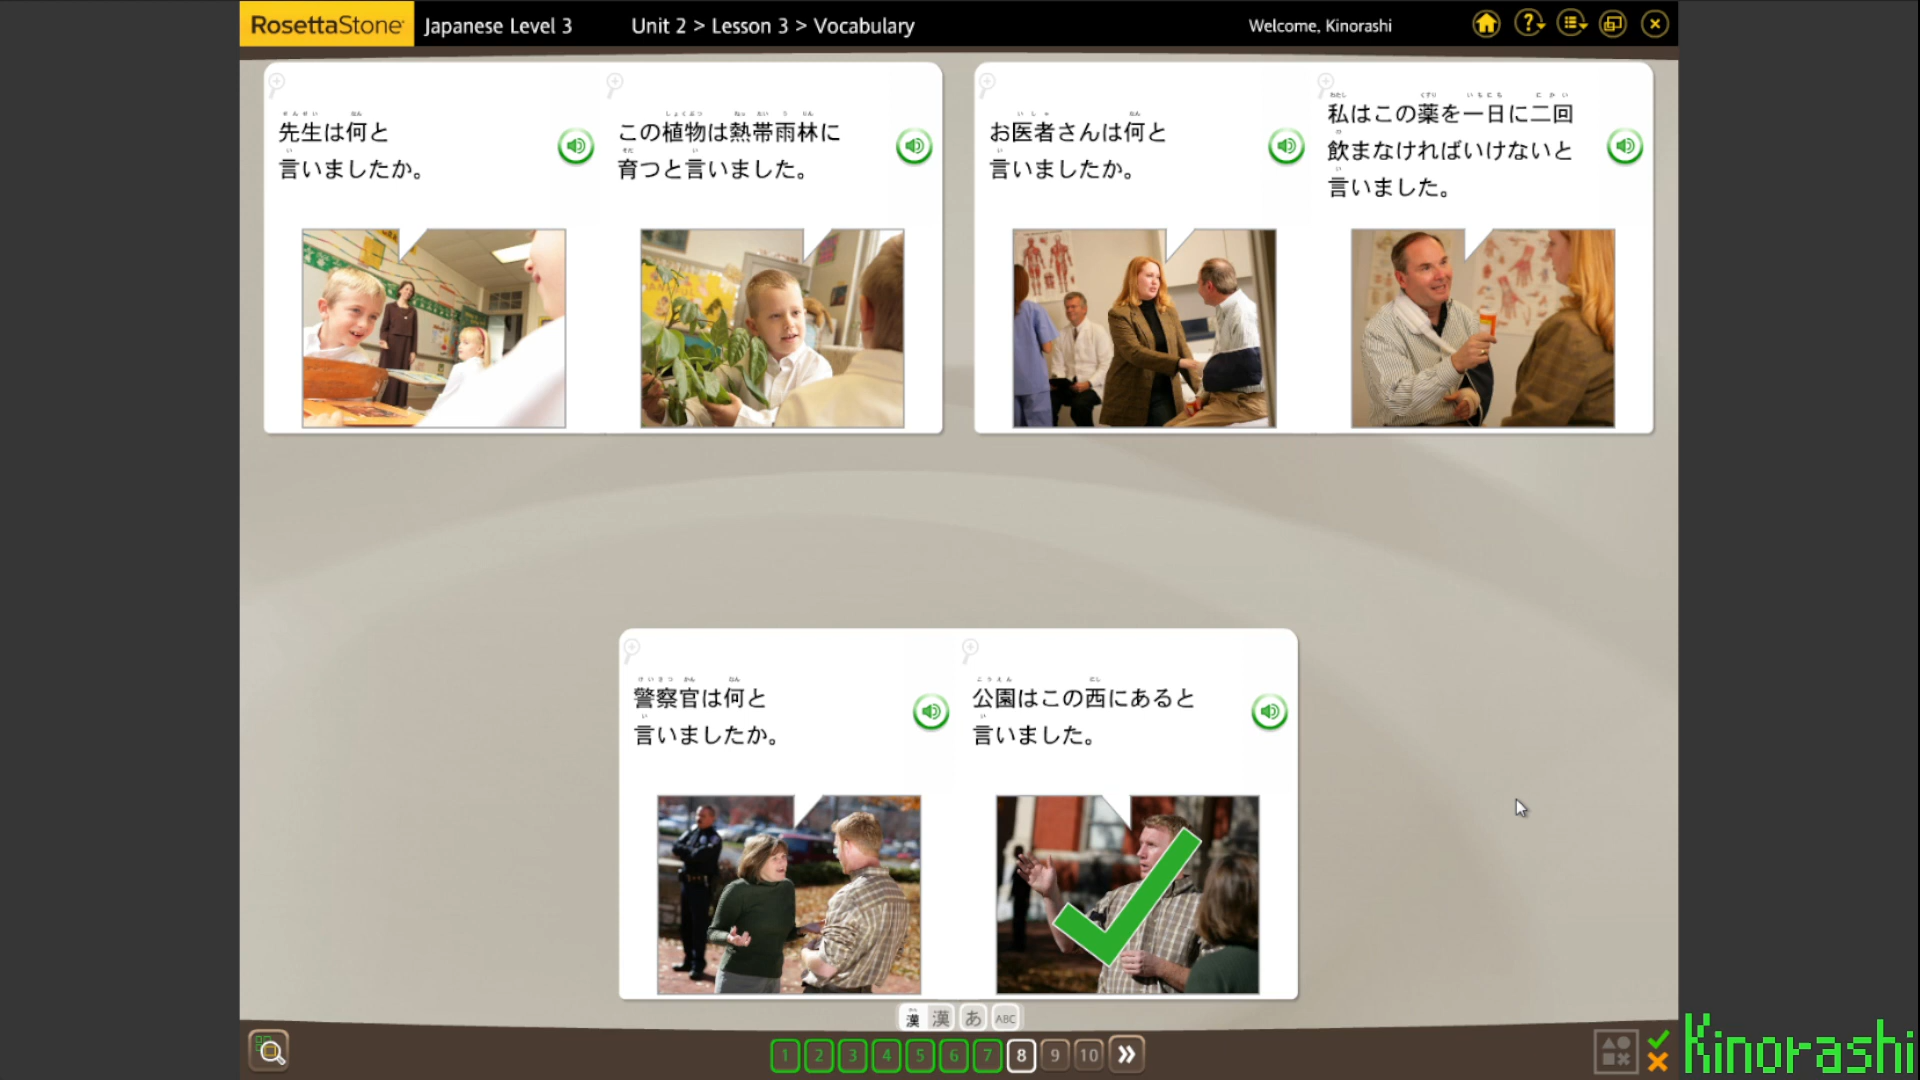 RosettaStone
Japanese Level 3
Unit 2 > Lesson 3 > Vocabulary
Welcome, Kinorashi
先生は何と
言いましたか。
この植物は熱帯雨林に
育つと言いました。
お医者さんは何と
言いましたか。
私はこの薬を一日に二回
飲まなければいけないと
言いました。
警察官は何と
言いましたか。
公園はこの西にあると
言いました。
漢 漢 あ ABC
1 2 3 4 5 6 7 8 9 10
Kinorashi